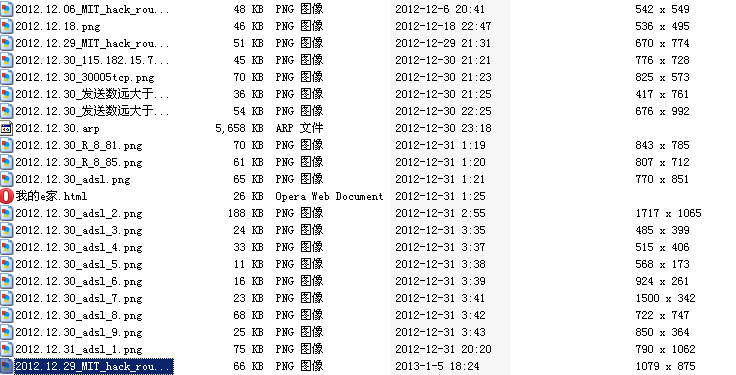 2012.12.06_MIT_hack_rou... 48 KB PNG 图像 2012-12-6 20:41 542 x 549
2012.12.18.png 36 KB PNG 图像 2012-12-18 22:47 536 x 495
2012.12.29_MIT_hack_rou... 51 KB PNG 图像 2012-12-29 21:31 670 x 774
2012.12.30_115.182.15.7... 45 KB PNG 图像 2012-12-30 21:21 776 x 728
2012.12.30_30005tcp.png 70 KB PNG 图像 2012-12-30 21:23 825 x 573
2012.12.30_发送数远大于... 36 KB PNG 图像 2012-12-30 21:25 417 x 761
2012.12.30_发送数远大于... 54 KB PNG 图像 2012-12-30 22:25 676 x 992
2012.12.30.arp 5,658 KB ARP 文件 2012-12-30 23:18
2012.12.30_R_8_81.png 70 KB PNG 图像 2012-12-31 1:19 843 x 785
2012.12.30_R_8_85.png 61 KB PNG 图像 2012-12-31 1:20 807 x 712
2012.12.30_adsl.png 65 KB PNG 图像 2012-12-31 1:21 770 x 851
我的e家.html 26 KB Opera Web Document 2012-12-31 1:25
2012.12.30_adsl_2.png 188 KB PNG 图像 2012-12-31 2:55 1717 x 1065
2012.12.30_adsl_3.png 24 KB PNG 图像 2012-12-31 3:35 485 x 399
2012.12.30_adsl_4.png 33 KB PNG 图像 2012-12-31 3:37 515 x 406
2012.12.30_adsl_5.png 11 KB PNG 图像 2012-12-31 3:38 568 x 173
2012.12.30_adsl_6.png 16 KB PNG 图像 2012-12-31 3:39 924 x 261
2012.12.30_adsl_7.png 23 KB PNG 图像 2012-12-31 3:41 1500 x 342
2012.12.30_adsl_8.png 68 KB PNG 图像 2012-12-31 3:42 722 x 747
2012.12.30_adsl_9.png 25 KB PNG 图像 2012-12-31 3:43 850 x 364
2012.12.31_adsl_1.png 75 KB PNG 图像 2012-12-31 20:20 790 x 1062
2012.12.29_MIT_hack_rou... 66 KB PNG 图像 2013-1-5 18:24 1079 x 875